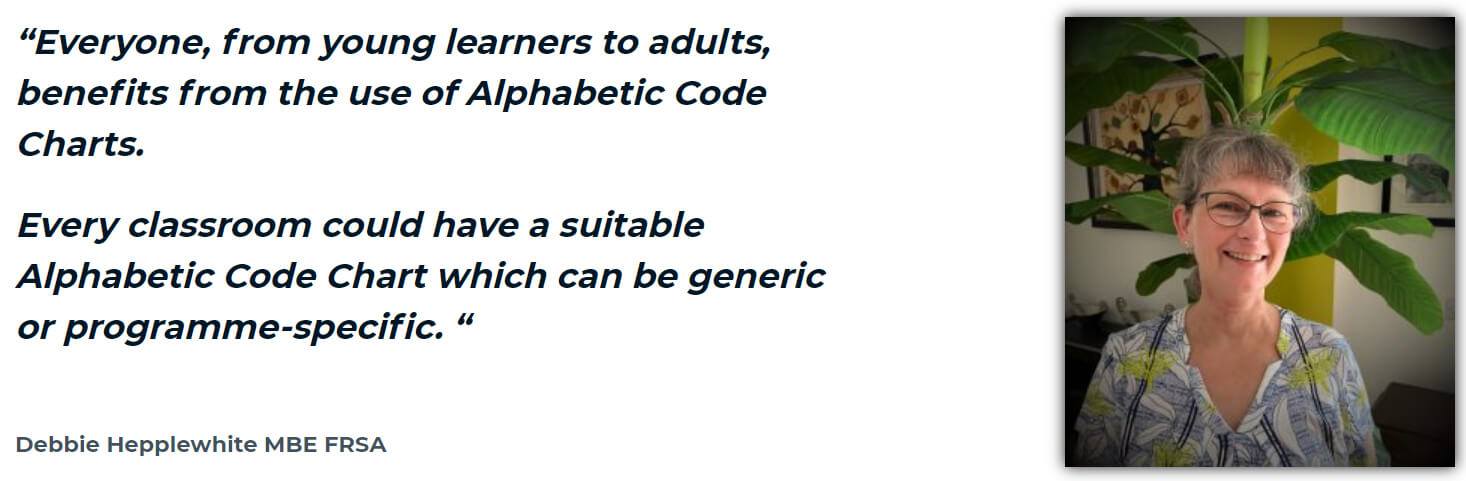 “Everyone, from young learners to adults,
benefits from the use of Alphabetic Code
Charts.
Every classroom could have a suitable
Alphabetic Code Chart which can be generic
or programme-specific. “
Debbie Hepplewhite MBE FRSA